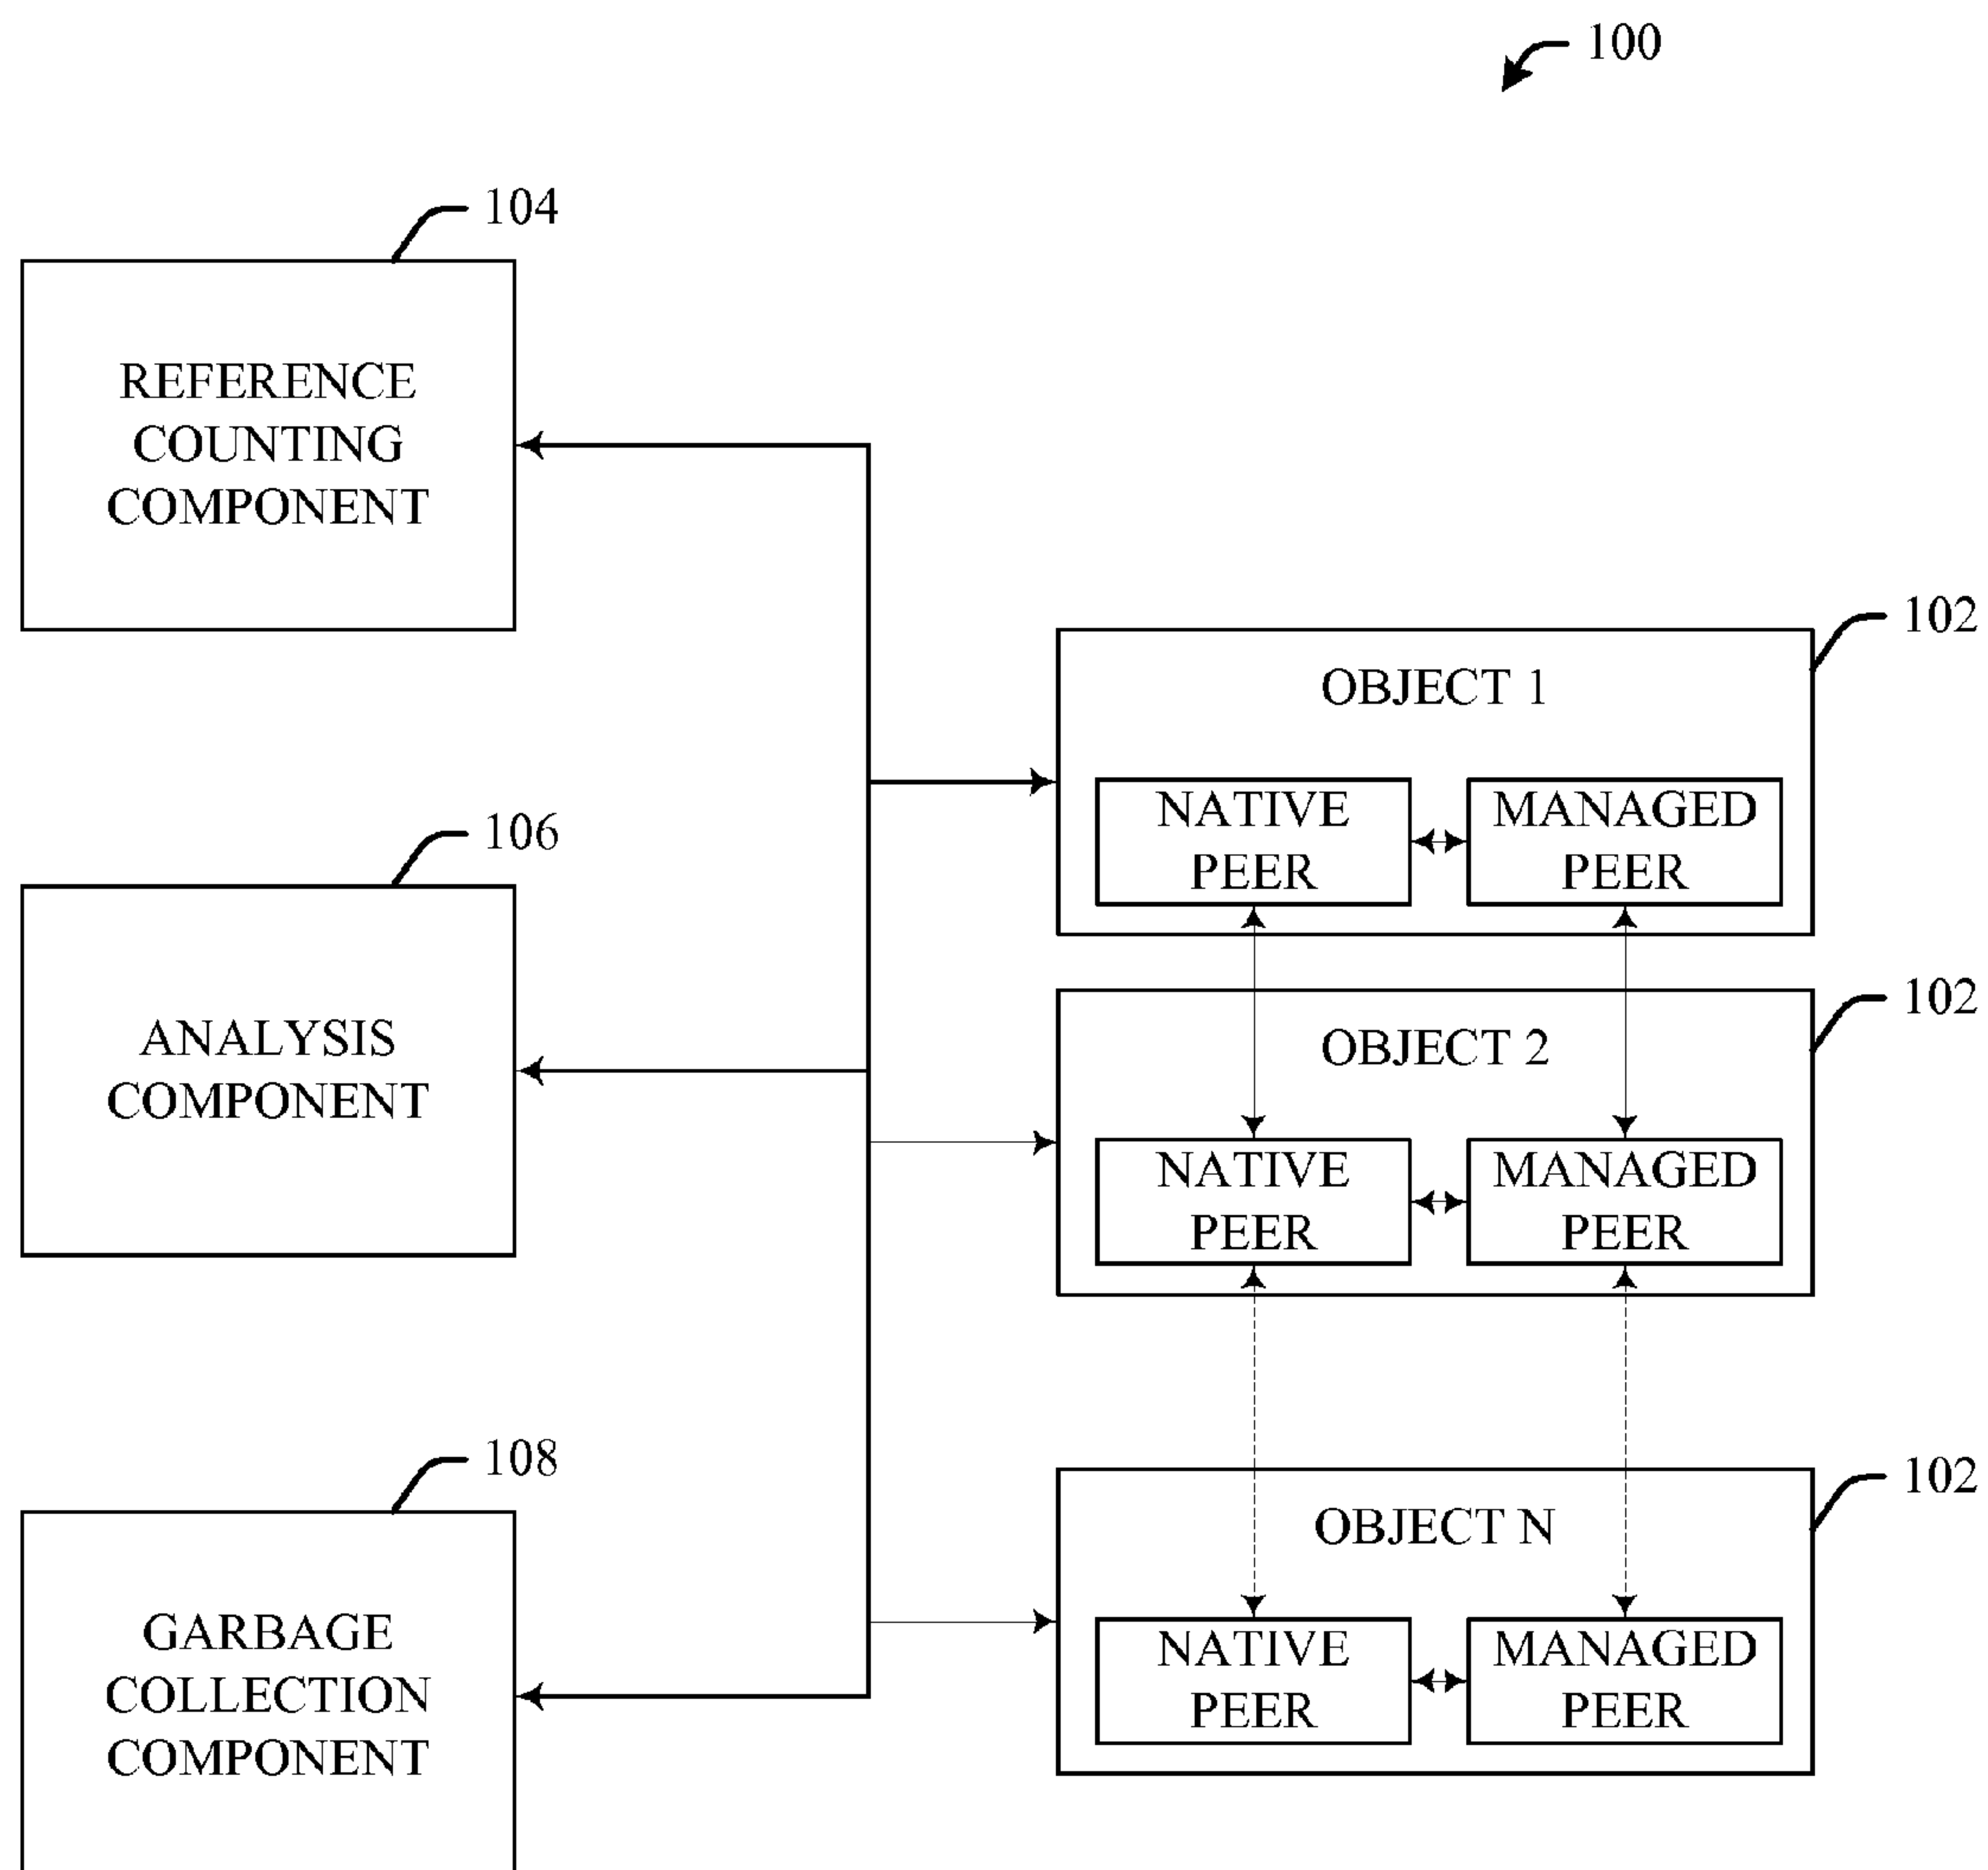 100
104
REFERENCE
COUNTING
COMPONENT
102
OBJECT 1
NATIVE
PEER
MANAGED
PEER
106
ANALYSIS
COMPONENT
102
OBJECT 2
NATIVE
PEER
MANAGED
PEER
108
GARBAGE
COLLECTION
COMPONENT
102
OBJECT N
NATIVE
PEER
MANAGED
PEER